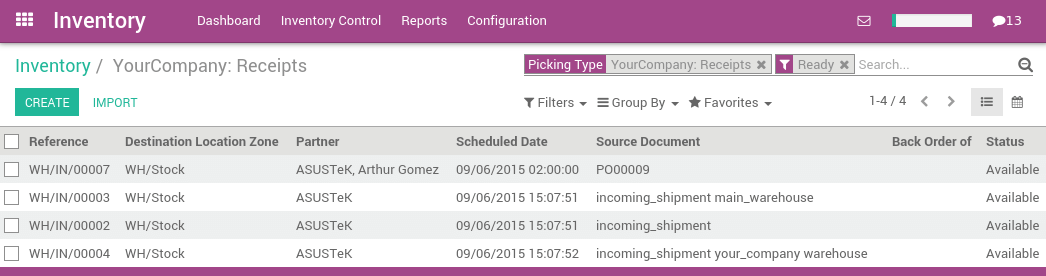 Inventory Dashboard Inventory Control Reports Configuration 13
Inventory / YourCompany: Receipts Picking Type YourCompany: Receipts Ready Search...
CREATE IMPORT Filters Group By Favorites 1-4 / 4
Reference Destination Location Zone Partner Scheduled Date Source Document Back Order of Status
WH/IN/00007 WH/Stock ASUSTeK, Arthur Gomez 09/06/2015 02:00:00 PO00009 Available
WH/IN/00003 WH/Stock ASUSTeK 09/06/2015 15:07:51 incoming_shipment main_warehouse Available
WH/IN/00002 WH/Stock ASUSTeK 09/06/2015 15:07:51 incoming_shipment Available
WH/IN/00004 WH/Stock ASUSTeK 09/06/2015 15:07:52 incoming_shipment your_company warehouse Available